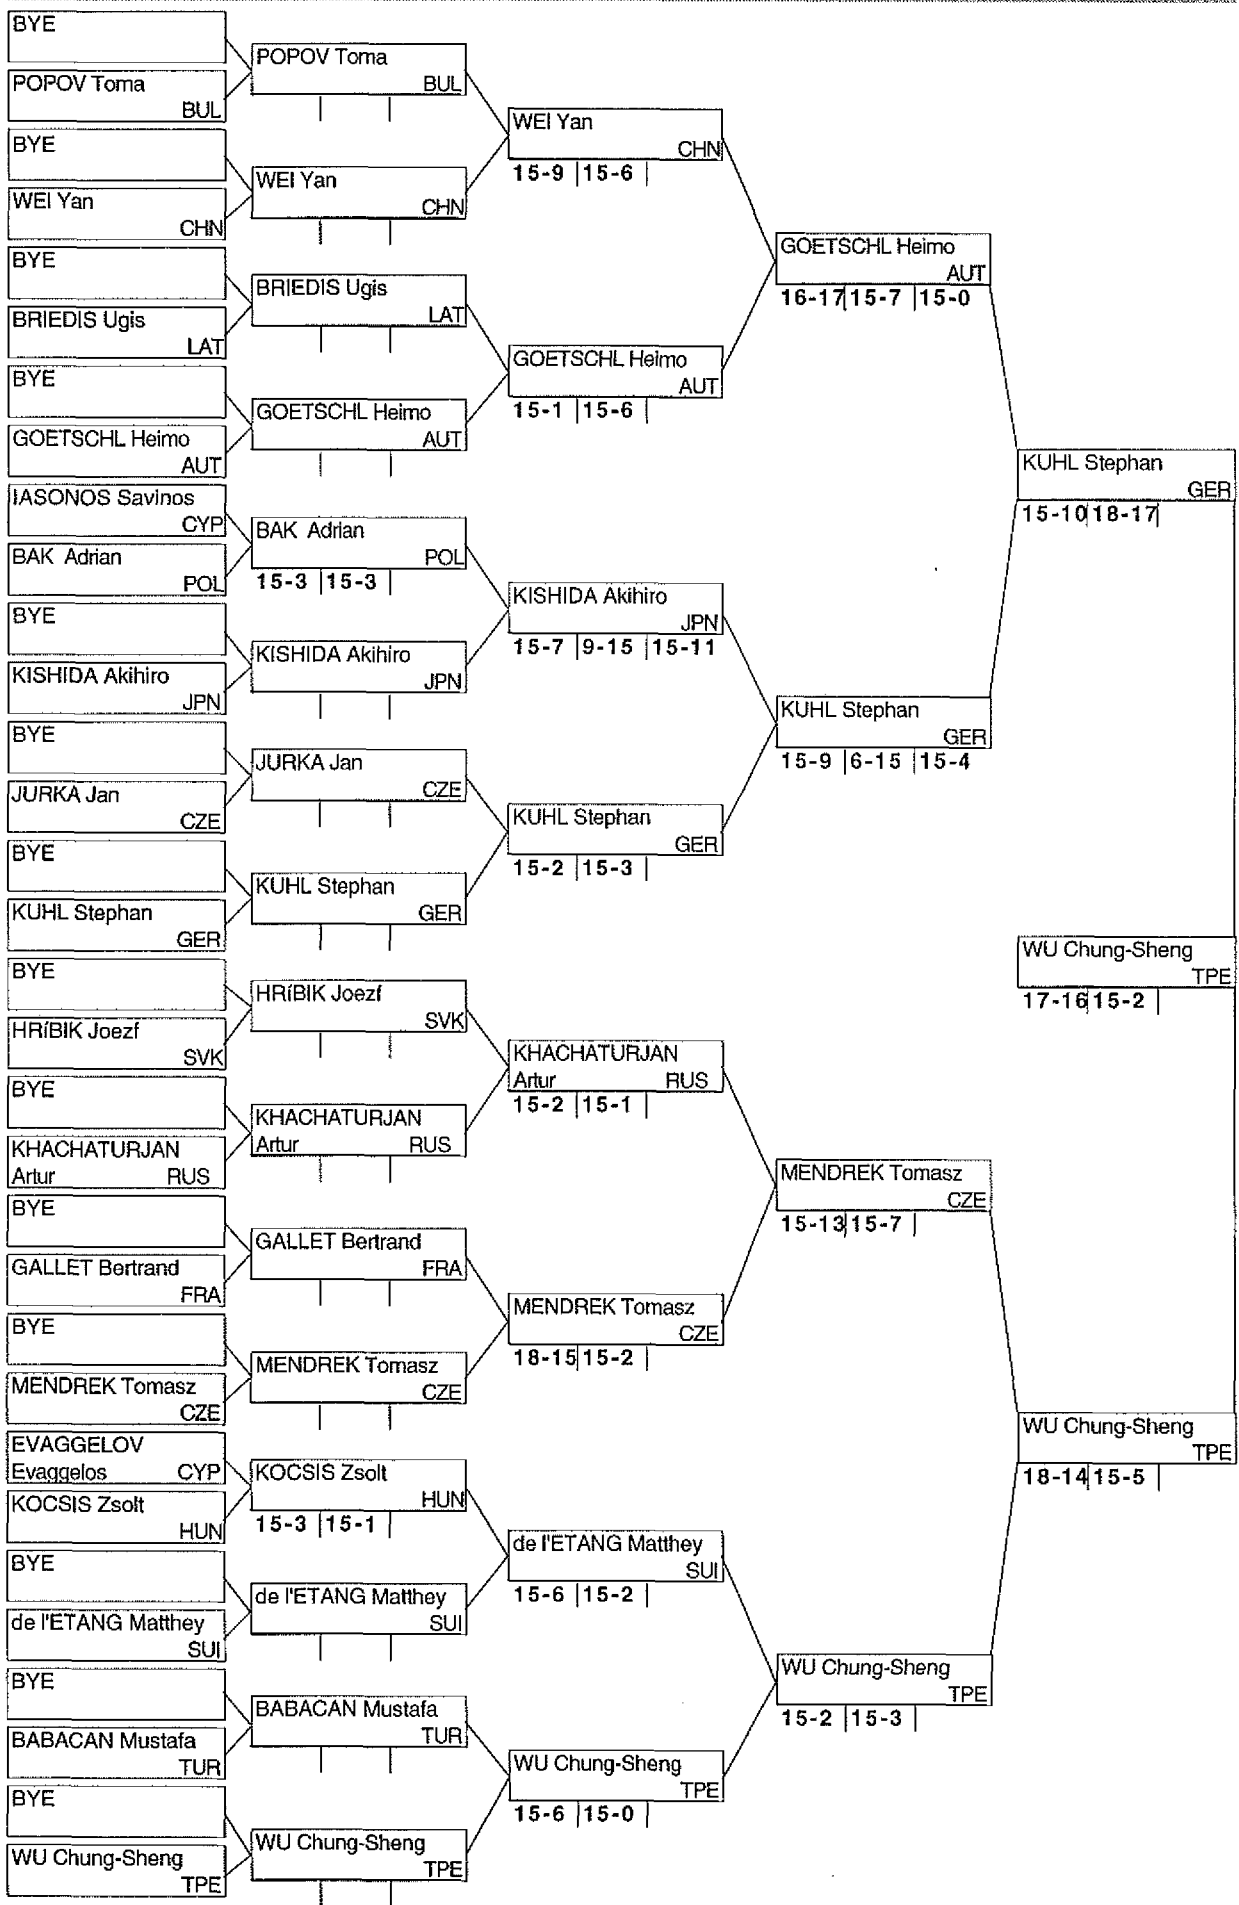 BYE
POPOV Toma
BUL
BYE
WEI Yan
CHN
BYE
BRIEDIS Ugis
LAT
BYE
GOETSCHL Heimo
AUT
IASONOS Savinos
CYP
BAK Adrian
POL
BYE
KISHIDA Akihiro
JPN
BYE
JURKA Jan
CZE
BYE
KUHL Stephan
GER
BYE
HRíBIK Joezf
SVK
BYE
KHACHATURJAN
Artur RUS
BYE
GALLET Bertrand
FRA
BYE
MENDREK Tomasz
CZE
EVAGGELOV
Evaggelos CYP
KOCSIS Zsolt
HUN
BYE
de l'ETANG Matthey
SUI
BYE
BABACAN Mustafa
TUR
BYE
WU Chung-Sheng
TPE
POPOV Toma
BUL
WEI Yan
CHN
BRIEDIS Ugis
LAT
GOETSCHL Heimo
AUT
BAK Adrian
POL
15-3 | 15-3 |
KISHIDA Akihiro
JPN
JURKA Jan
CZE
KUHL Stephan
GER
HRíBIK Joezf
SVK
KHACHATURJAN
Artur RUS
GALLET Bertrand
FRA
MENDREK Tomasz
CZE
KOCSIS Zsolt
HUN
15-3 | 15-1 |
de l'ETANG Matthey
SUI
BABACAN Mustafa
TUR
WU Chung-Sheng
TPE
WEI Yan
CHN
15-9 | 15-6 |
GOETSCHL Heimo
AUT
15-1 | 15-6 |
KISHIDA Akihiro
JPN
15-7 | 9-15 | 15-11
KUHL Stephan
GER
15-2 | 15-3 |
KHACHATURJAN
Artur RUS
15-2 | 15-1 |
MENDREK Tomasz
CZE
18-15 | 15-2 |
de l'ETANG Matthey
SUI
15-6 | 15-2 |
WU Chung-Sheng
TPE
15-6 | 15-0 |
GOETSCHL Heimo
AUT
16-17 | 15-7 | 15-0
KUHL Stephan
GER
15-9 | 6-15 | 15-4
MENDREK Tomasz
CZE
15-13 | 15-7 |
WU Chung-Sheng
TPE
15-2 | 15-3 |
KUHL Stephan
GER
15-10 | 18-17 |
WU Chung-Sheng
TPE
17-16 | 15-2 |
WU Chung-Sheng
TPE
18-14 | 15-5 |